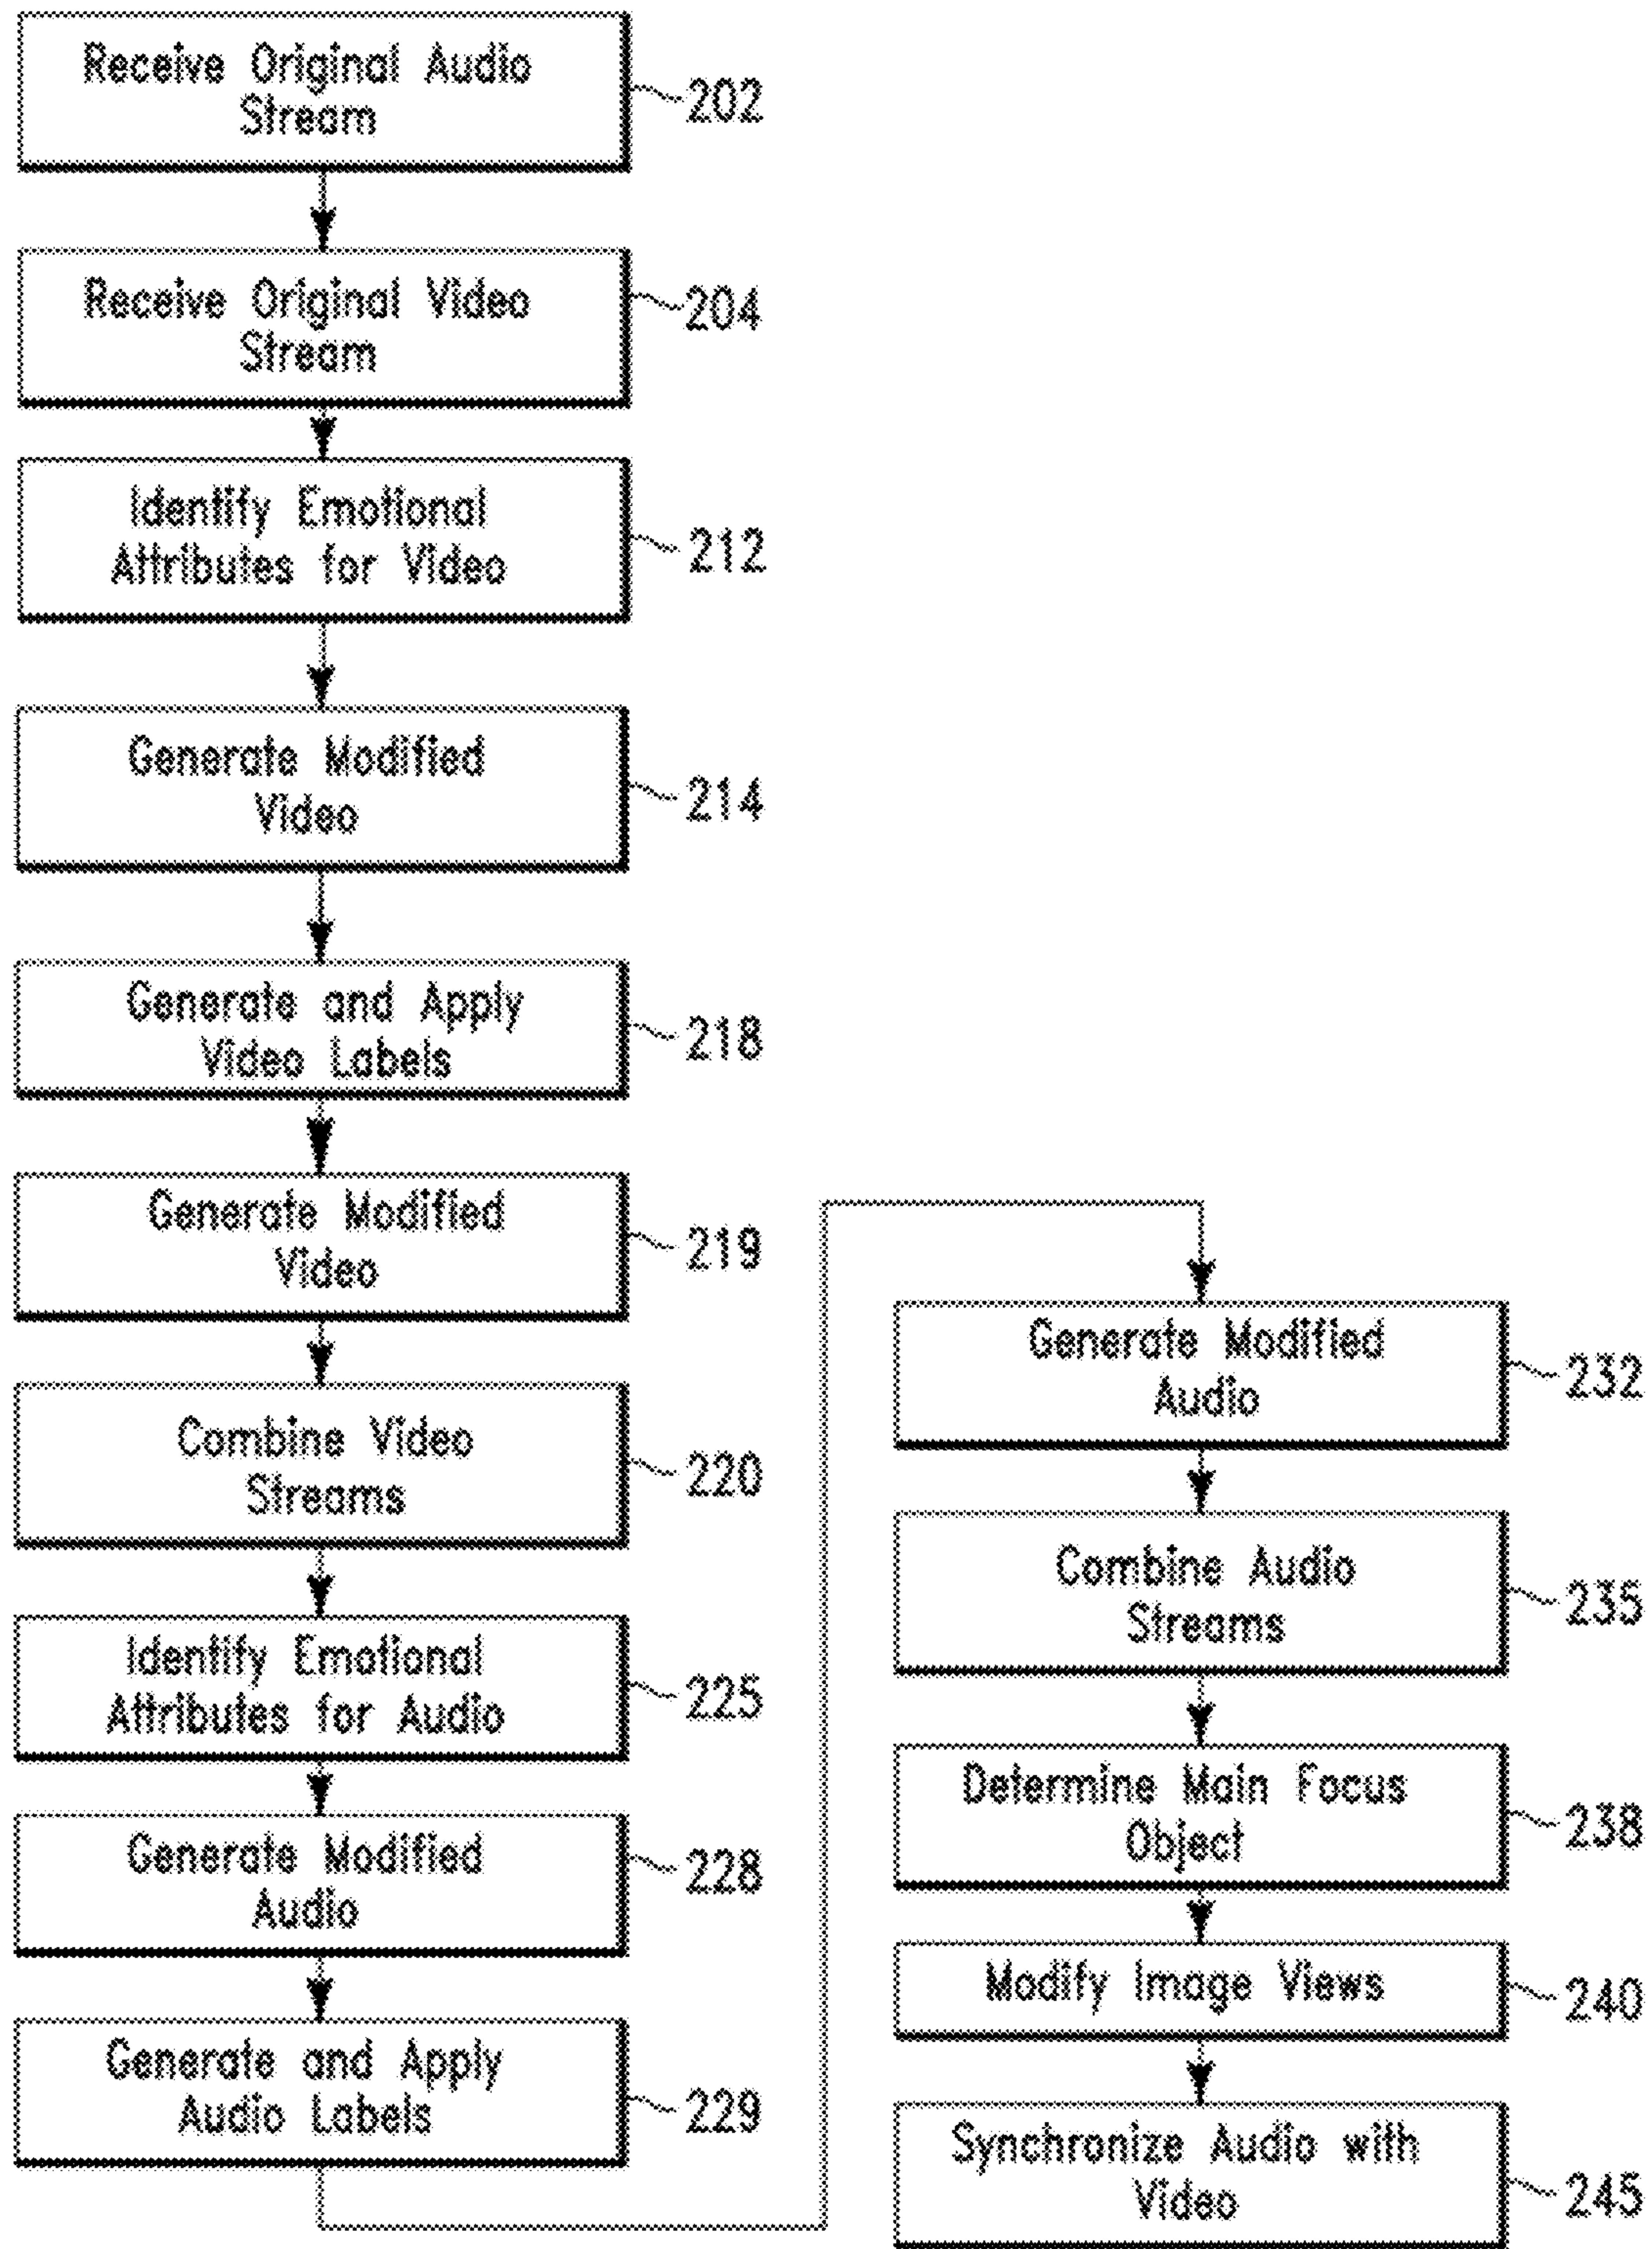 Receive Original Audio
Stream
202
Receive Original Video
Stream
204
Identify Emotional
Attributes for Video
212
Generate Modified
Video
214
Generate and Apply
Video Labels
218
Generate Modified
Video
219
Combine Video
Streams
220
Identify Emotional
Attributes for Audio
225
Generate Modified
Audio
228
Generate and Apply
Audio Labels
229
Generate Modified
Audio
232
Combine Audio
Streams
235
Determine Main Focus
Object
238
Modify Image Views
240
Synchronize Audio with
Video
245